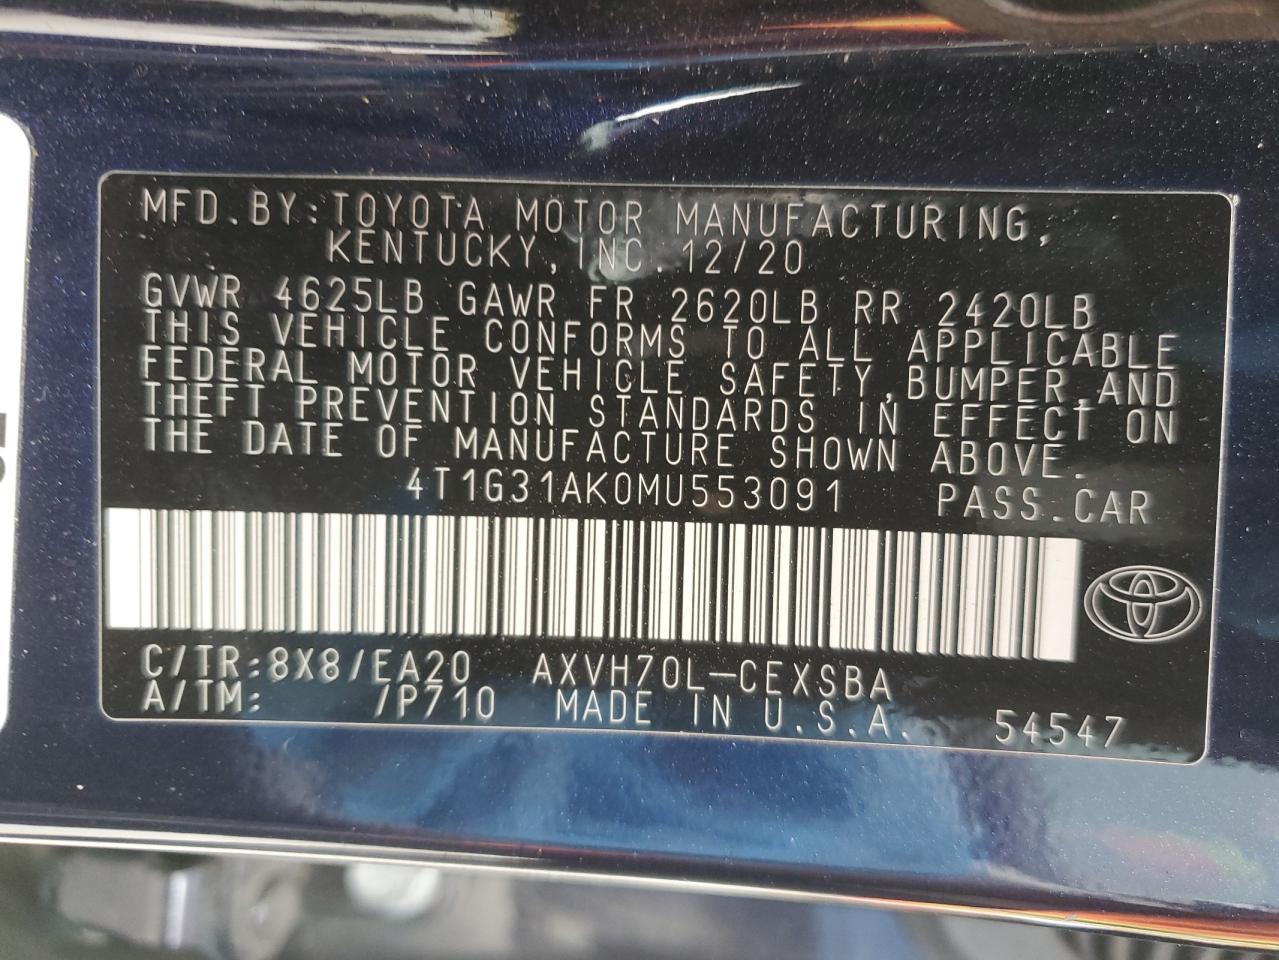 MFD.BY:TOYOTA MOTOR MANUFACTURING,
KENTUCKY,INC.12/20
GVWR 4625LB GAWR FR 2620LB RR 2420LB
THIS VEHICLE CONFORMS TO ALL APPLICABLE
FEDERAL MOTOR VEHICLE SAFETY,BUMPER,AND
THEFT PREVENTION STANDARDS IN EFFECT ON
THE DATE OF MANUFACTURE SHOWN ABOVE.
4T1G31AK0MU553091 PASS.CAR
C/TR:8X8/EA20 AXVH70L-CEXSBA
A/TM: /P710 MADE IN U.S.A. 54547